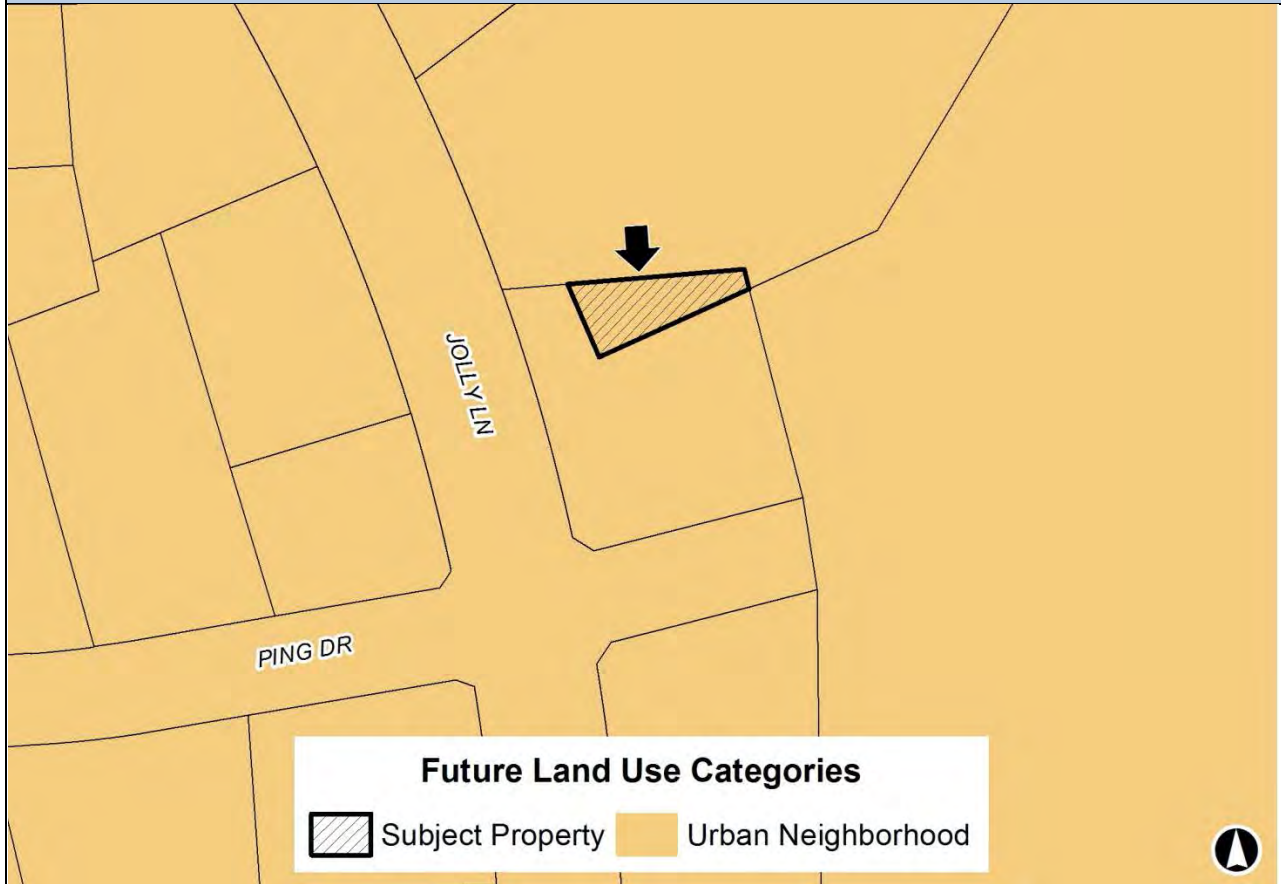 JOLLY LN
PING DR
Future Land Use Categories
Subject Property
Urban Neighborhood